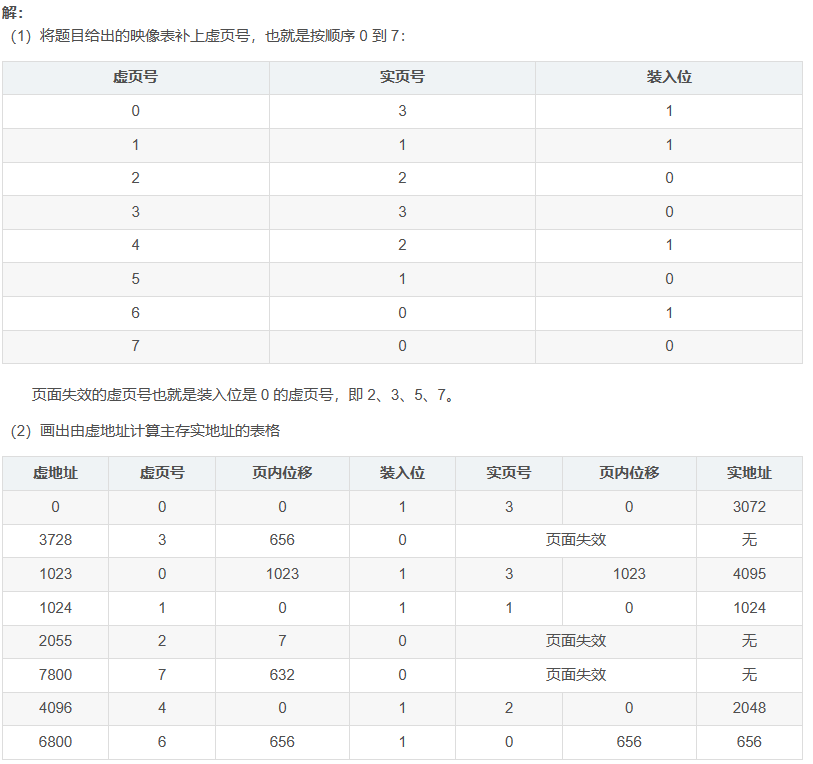 解：
（1）将题目给出的映像表补上虚页号，也就是按顺序 0 到 7：
虚页号 实页号 装入位
0 3 1
1 1 1
2 2 0
3 3 0
4 2 1
5 1 0
6 0 1
7 0 0
页面失效的虚页号也就是装入位是 0 的虚页号，即 2、3、5、7。
（2）画出由虚地址计算主存实地址的表格
虚地址 虚页号 页内位移 装入位 实页号 页内位移 实地址
0 0 0 1 3 0 3072
3728 3 656 0 页面失效 无
1023 0 1023 1 3 1023 4095
1024 1 0 1 1 0 1024
2055 2 7 0 页面失效 无
7800 7 632 0 页面失效 无
4096 4 0 1 2 0 2048
6800 6 656 1 0 656 656